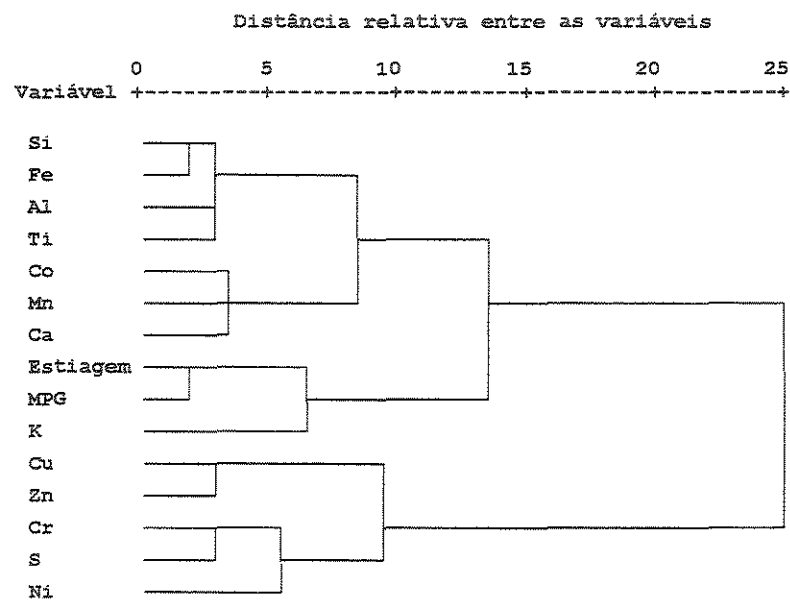 Distância relativa entre as variáveis
0 5 10 15 20 25
Variável +---------+---------+---------+---------+---------+
Si
Fe
Al
Ti
Co
Mn
Ca
Estiagem
MPG
K
Cu
Zn
Cr
S
Ni